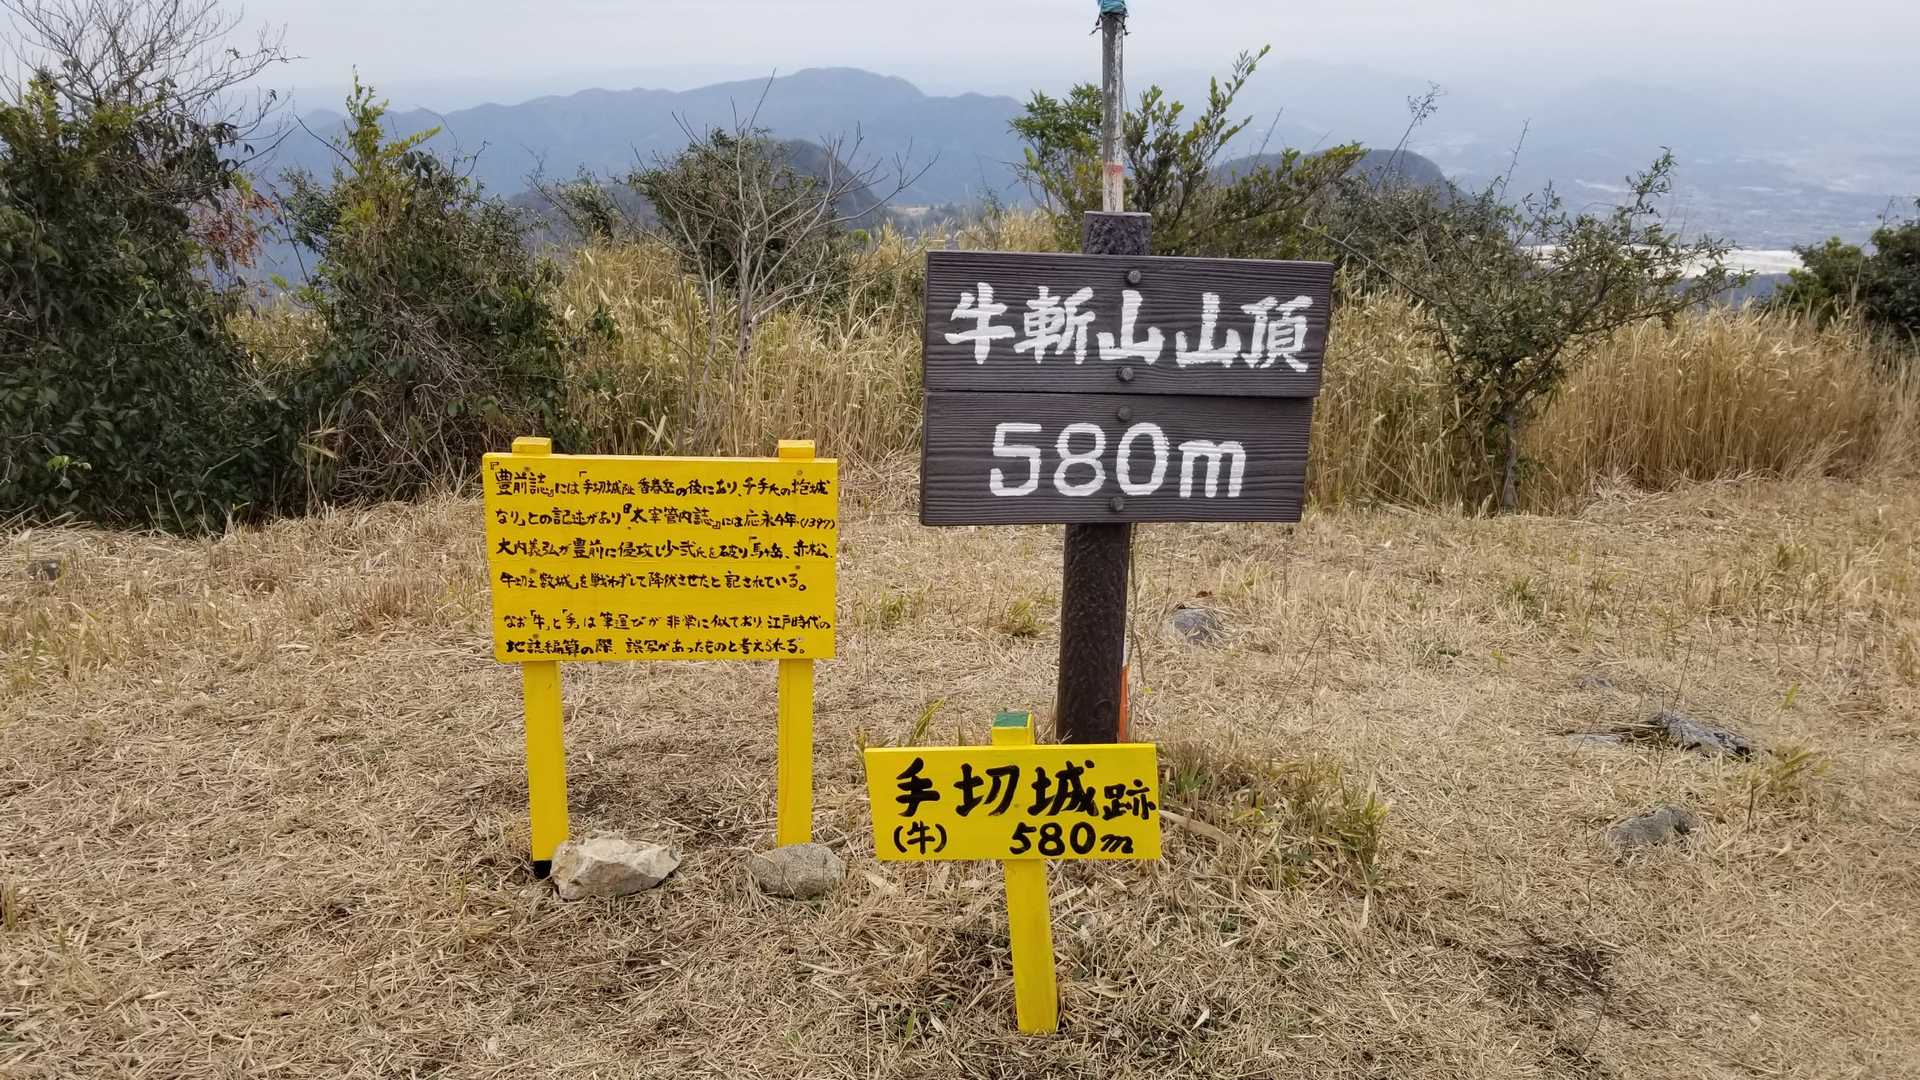 牛斬山山頂
580m
『豊前誌』には「手切城址香春岳の後にあり、千手氏の抱城
なり」との記述があり『太宰管内誌』には応永4年(1397)
大内義弘が豊前に侵攻し少弐氏を破り「馬ヶ岳、赤松、
牛切之数城」を戦わずして降伏させたと記されている。
なお「牛」と「手」は筆運びが非常に似ており江戸時代の
地誌編算の際、誤写があったものと考えられる。
手切城跡
(牛) 580m